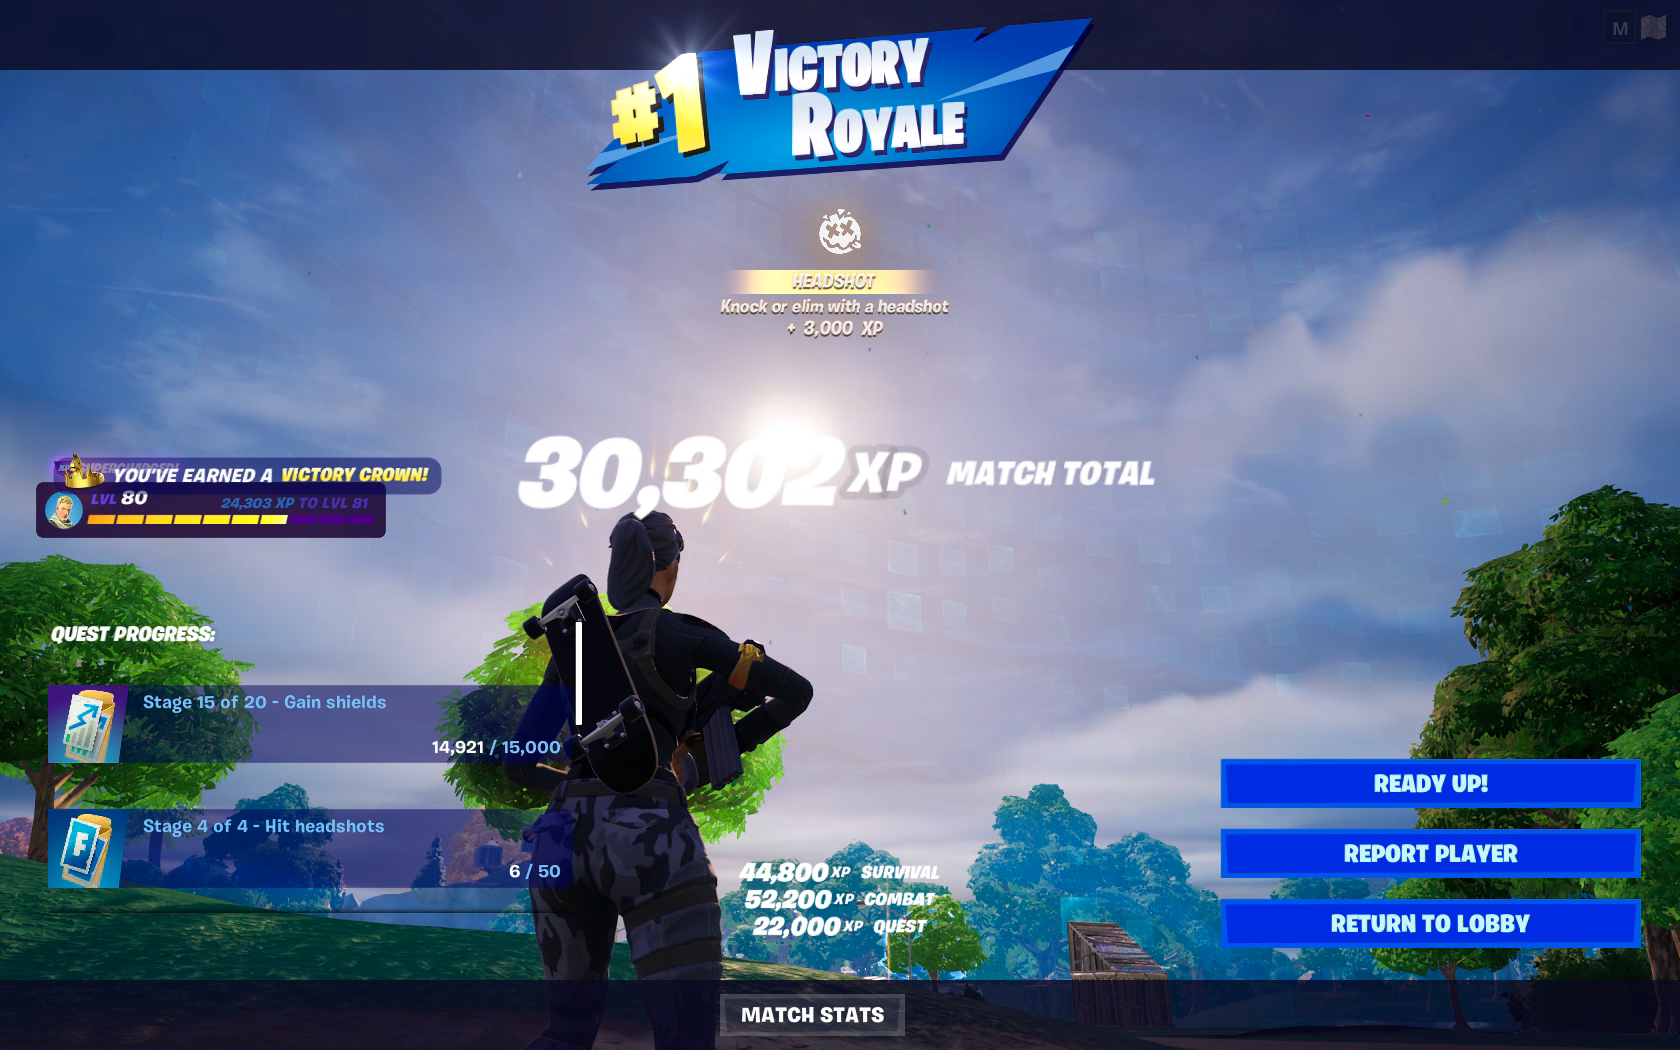 M
#1 VICTORY
ROYALE
HEADSHOT
Knock or elim with a headshot
+ 3,000 XP
30,302 XP MATCH TOTAL
YOU'VE EARNED A VICTORY CROWN!
LVL 80 24,303 XP TO LVL 81
QUEST PROGRESS:
Stage 15 of 20 - Gain shields
14,921 / 15,000
Stage 4 of 4 - Hit headshots
6 / 50
44,800 XP SURVIVAL
52,200 XP COMBAT
22,000 XP QUEST
READY UP!
REPORT PLAYER
RETURN TO LOBBY
MATCH STATS